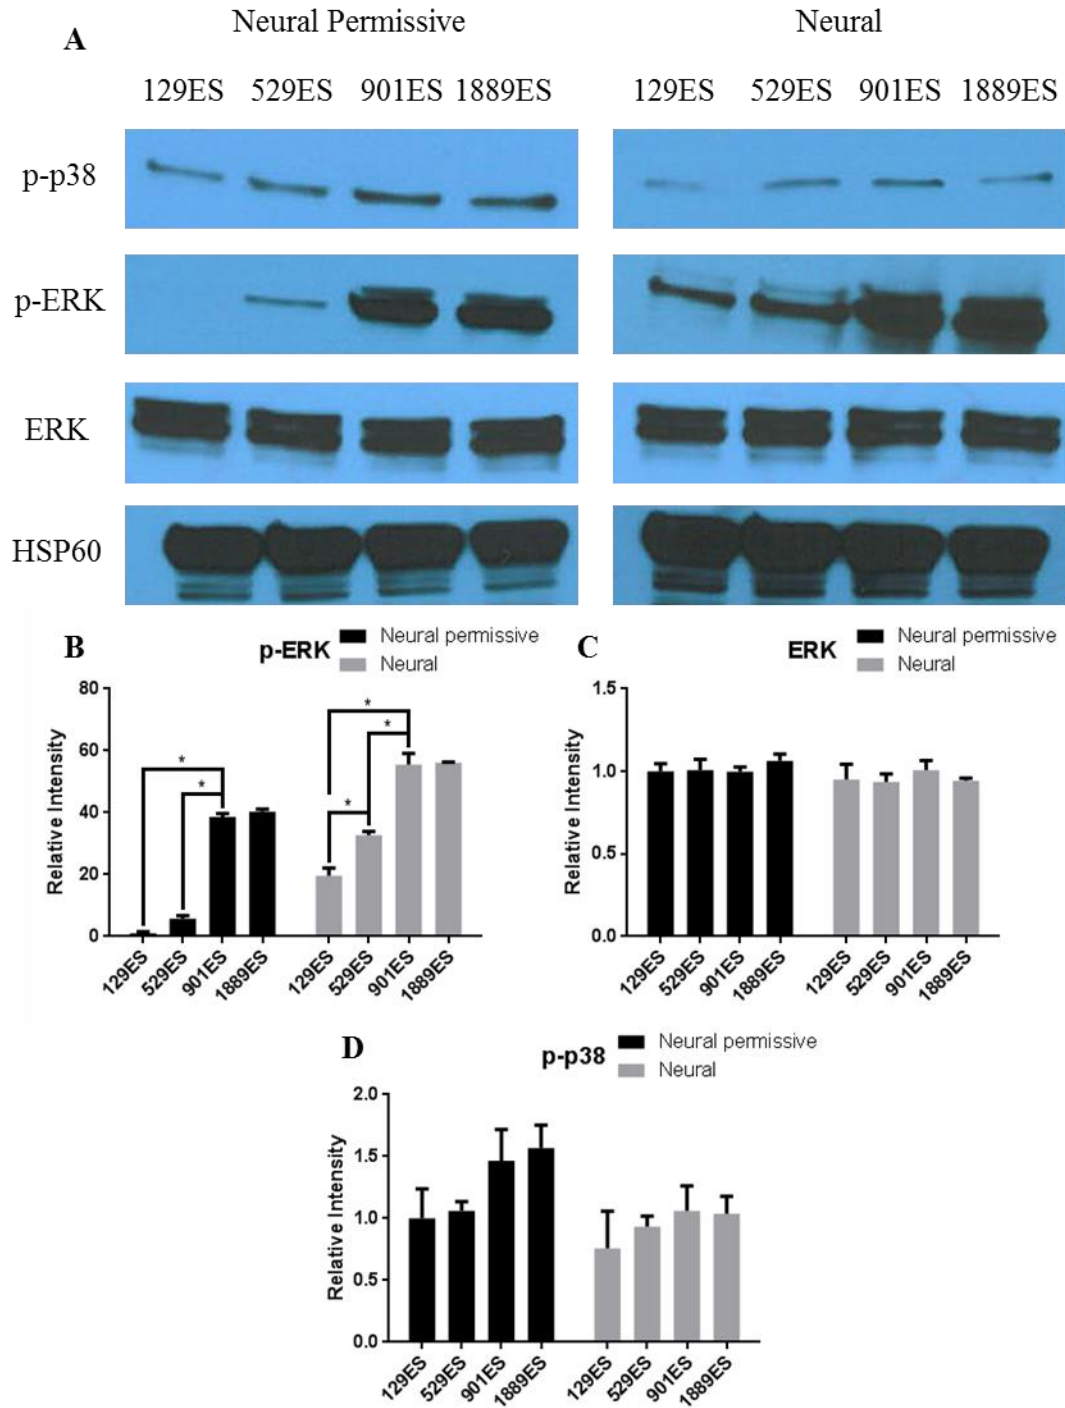 A
Neural Permissive
Neural
129ES 529ES 901ES 1889ES
129ES 529ES 901ES 1889ES
p-p38
p-ERK
ERK
HSP60
B
p-ERK
Neural permissive
Neural
Relative Intensity
80
60
40
20
0
* * * * *
129ES 529ES 901ES 1889ES 129ES 529ES 901ES 1889ES
C
ERK
Neural permissive
Neural
Relative Intensity
1.5
1.0
0.5
0.0
129ES 529ES 901ES 1889ES 129ES 529ES 901ES 1889ES
D
p-p38
Neural permissive
Neural
Relative Intensity
2.0
1.5
1.0
0.5
0.0
129ES 529ES 901ES 1889ES 129ES 529ES 901ES 1889ES